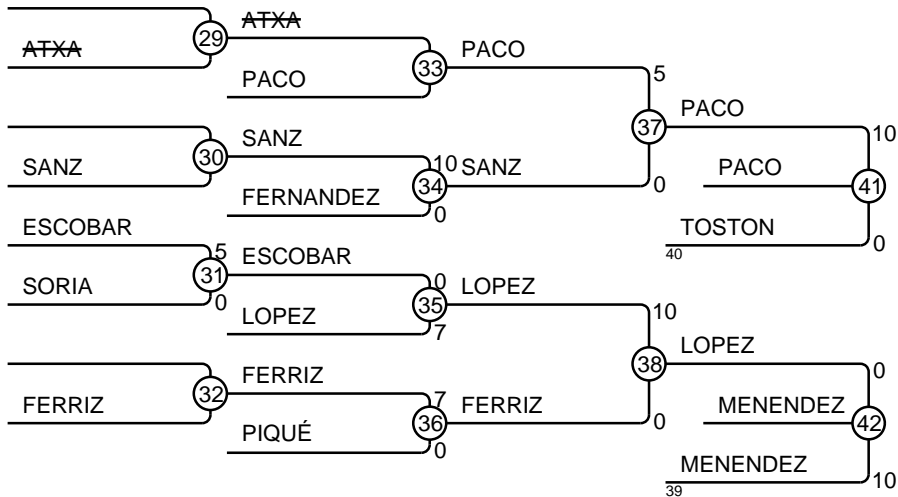 ATXA
PACO
ATXA
29
33
PACO
5
PACO
37
10
SANZ
SANZ
30
10
SANZ
PACO
34
41
FERNANDEZ
0
0
ESCOBAR
TOSTON
40
0
5
ESCOBAR
31
SORIA
0
0
LOPEZ
35
LOPEZ
7
10
LOPEZ
38
0
FERRIZ
32
7
FERRIZ
FERRIZ
MENENDEZ
36
42
PIQUÉ
0
0
MENENDEZ
39
10